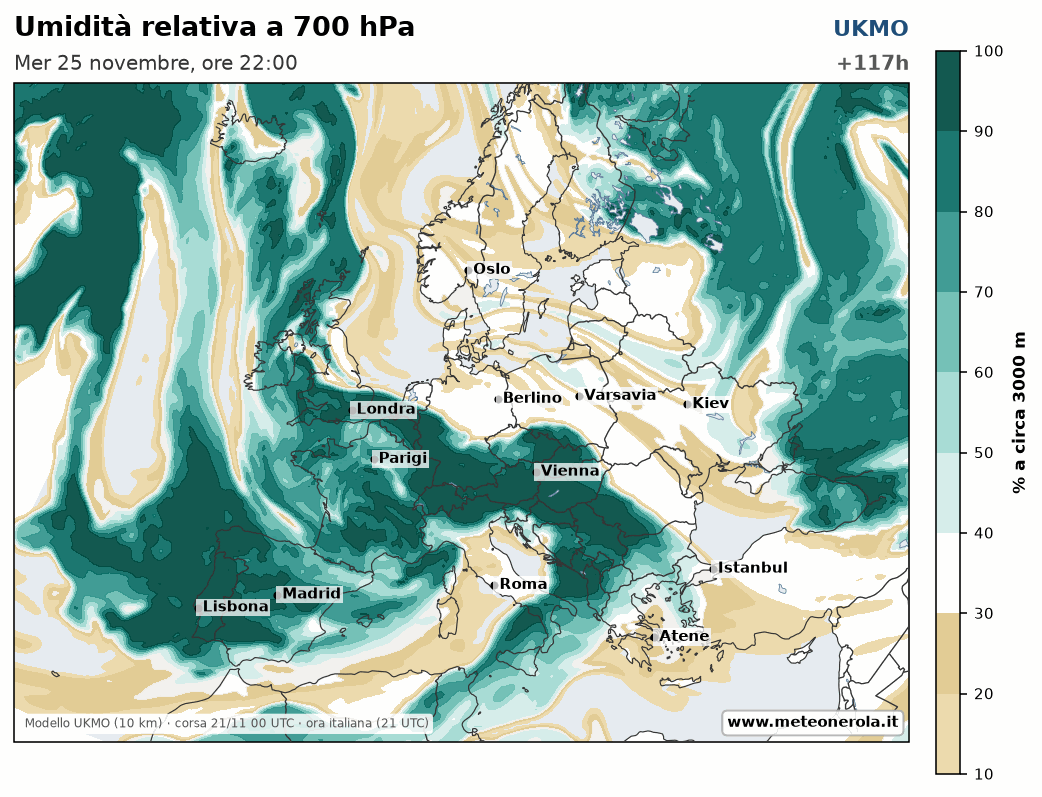 Umidità relativa a 700 hPa
UKMO
Mer 25 novembre, ore 22:00
+117h
100
90
80
70
60
50
40
30
20
10
% a circa 3000 m
Oslo
Berlino
Varsavia
Kiev
Londra
Parigi
Vienna
Istanbul
Roma
Madrid
Lisbona
Atene
Modello UKMO (10 km) · corsa 21/11 00 UTC · ora italiana (21 UTC)
www.meteonerola.it